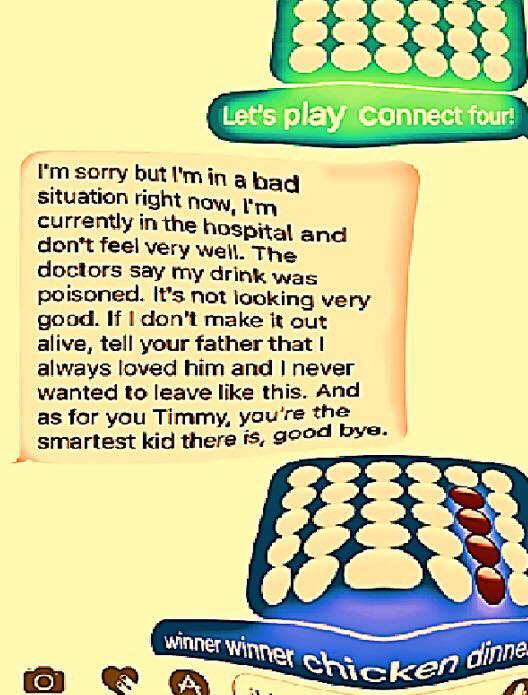 Let's play connect four!
I'm sorry but I'm in a bad
situation right now, I'm
currently in the hospital and
don't feel very well. The
doctors say my drink was
poisoned. It's not looking very
good. If I don't make it out
alive, tell your father that I
always loved him and I never
wanted to leave like this. And
as for you Timmy, you're the
smartest kid there is, good bye.
winner winner chicken dinne